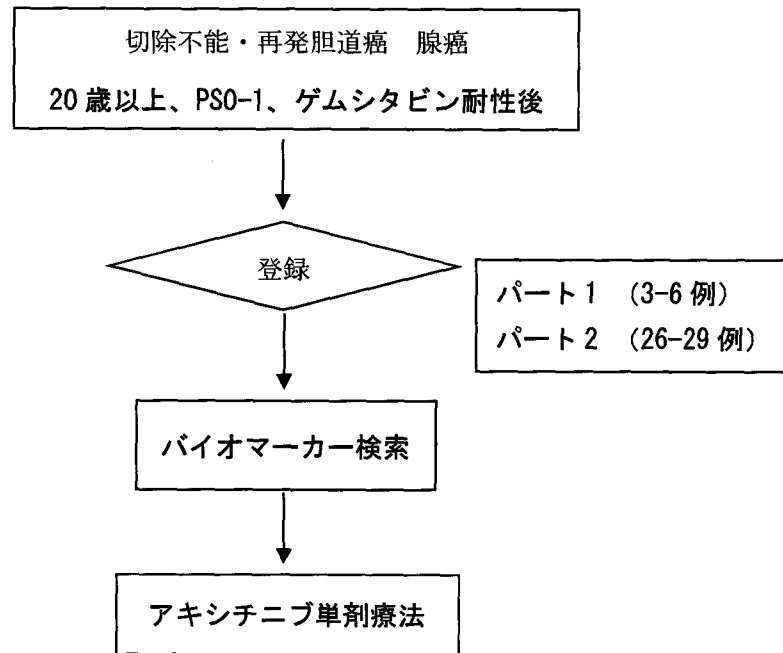 切除不能・再発胆道癌　腺癌
20歳以上、PS0-1、ゲムシタビン耐性後
登録
パート1　(3-6例)
パート2　(26-29例)
バイオマーカー検索
アキシチニブ単剤療法